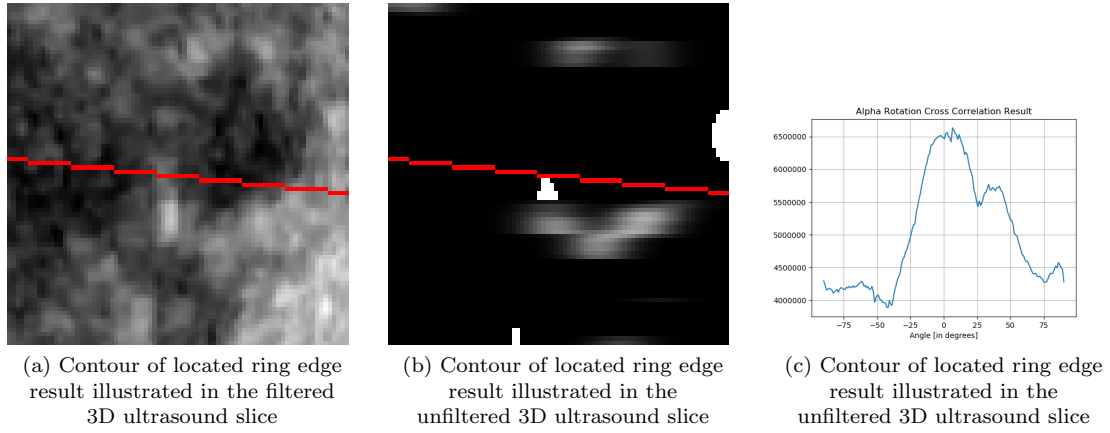 Alpha Rotation Cross Correlation Result
6500000
6000000
5500000
5000000
4500000
4000000
−75 −50 −25 0 25 50 75
Angle [in degrees]
(a) Contour of located ring edge
result illustrated in the filtered
3D ultrasound slice
(b) Contour of located ring edge
result illustrated in the
unfiltered 3D ultrasound slice
(c) Contour of located ring edge
result illustrated in the
unfiltered 3D ultrasound slice